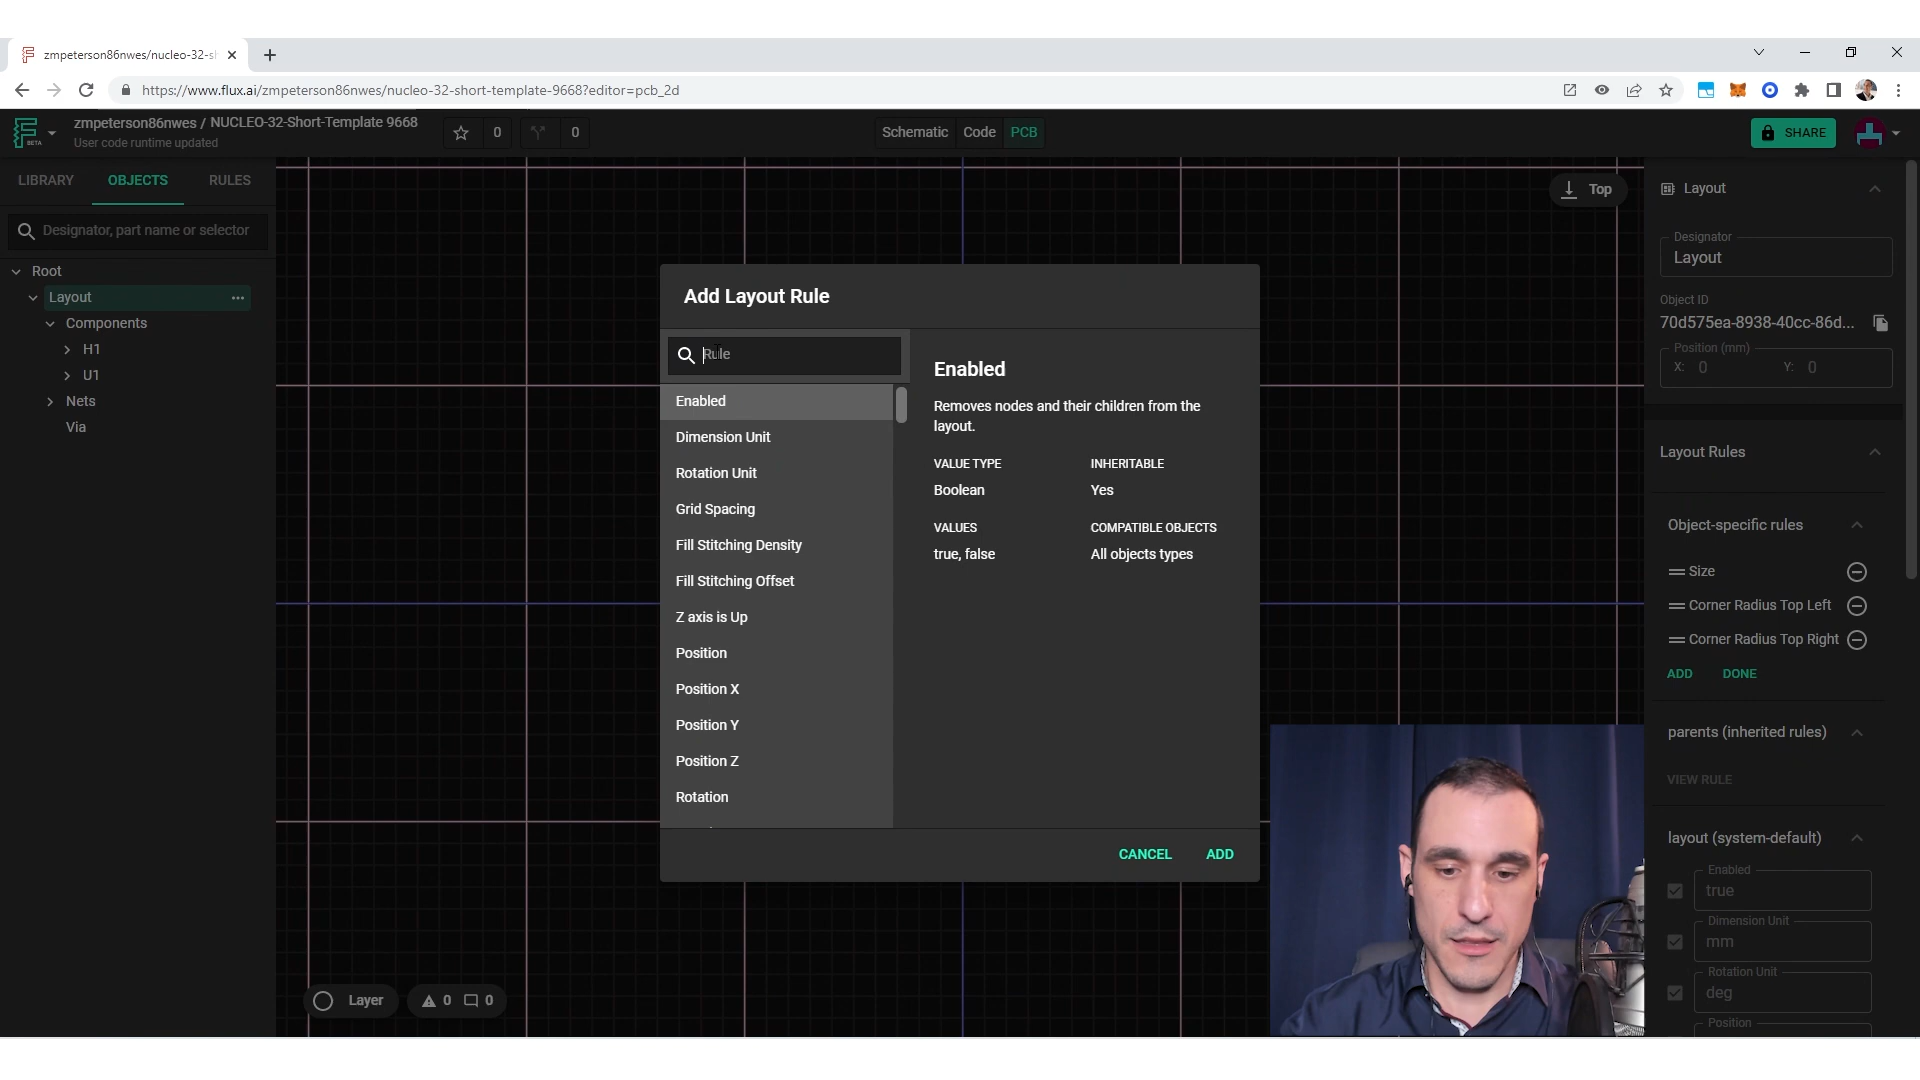 zmpeterson86nwes/nucleo-32-sh
https://www.flux.ai/zmpeterson86nwes/nucleo-32-short-template-9668?editor=pcb_2d
BETA
zmpeterson86nwes / NUCLEO-32-Short-Template 9668
User code runtime updated
0
0
Schematic
Code
PCB
SHARE
LIBRARY
OBJECTS
RULES
Designator, part name or selector
Root
Layout
Components
H1
U1
Nets
Via
Top
Add Layout Rule
Rule
Enabled
Dimension Unit
Rotation Unit
Grid Spacing
Fill Stitching Density
Fill Stitching Offset
Z axis is Up
Position
Position X
Position Y
Position Z
Rotation
Enabled
Removes nodes and their children from the
layout.
VALUE TYPE
INHERITABLE
Boolean
Yes
VALUES
COMPATIBLE OBJECTS
true, false
All objects types
CANCEL
ADD
Layer
0
0
Layout
Designator
Layout
Object ID
70d575ea-8938-40cc-86d...
Position (mm)
X: 0
Y: 0
Layout Rules
Object-specific rules
Size
Corner Radius Top Left
Corner Radius Top Right
ADD
DONE
parents (inherited rules)
VIEW RULE
layout (system-default)
Enabled
true
Dimension Unit
mm
Rotation Unit
deg
Position